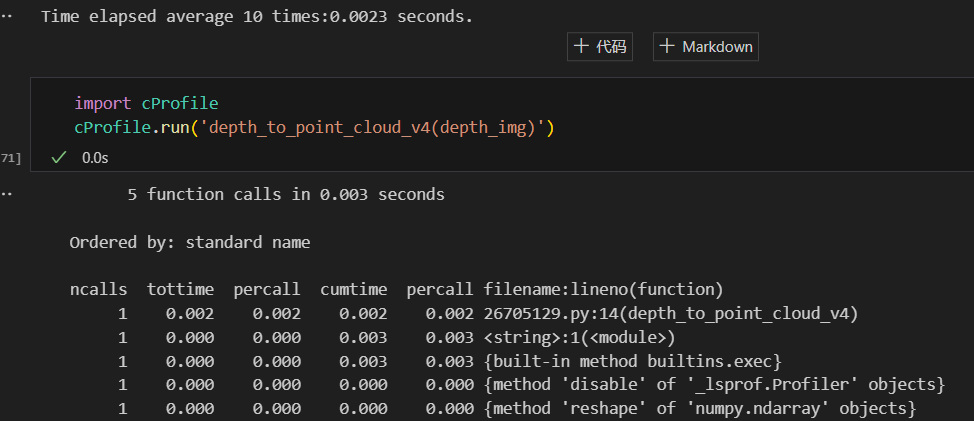 Time elapsed average 10 times:0.0023 seconds.
+ 代码 + Markdown
import cProfile
cProfile.run('depth_to_point_cloud_v4(depth_img)')
71] ✓ 0.0s
5 function calls in 0.003 seconds
Ordered by: standard name
ncalls tottime percall cumtime percall filename:lineno(function)
1 0.002 0.002 0.002 0.002 26705129.py:14(depth_to_point_cloud_v4)
1 0.000 0.000 0.003 0.003 <string>:1(<module>)
1 0.000 0.000 0.003 0.003 {built-in method builtins.exec}
1 0.000 0.000 0.000 0.000 {method 'disable' of '_lsprof.Profiler' objects}
1 0.000 0.000 0.000 0.000 {method 'reshape' of 'numpy.ndarray' objects}